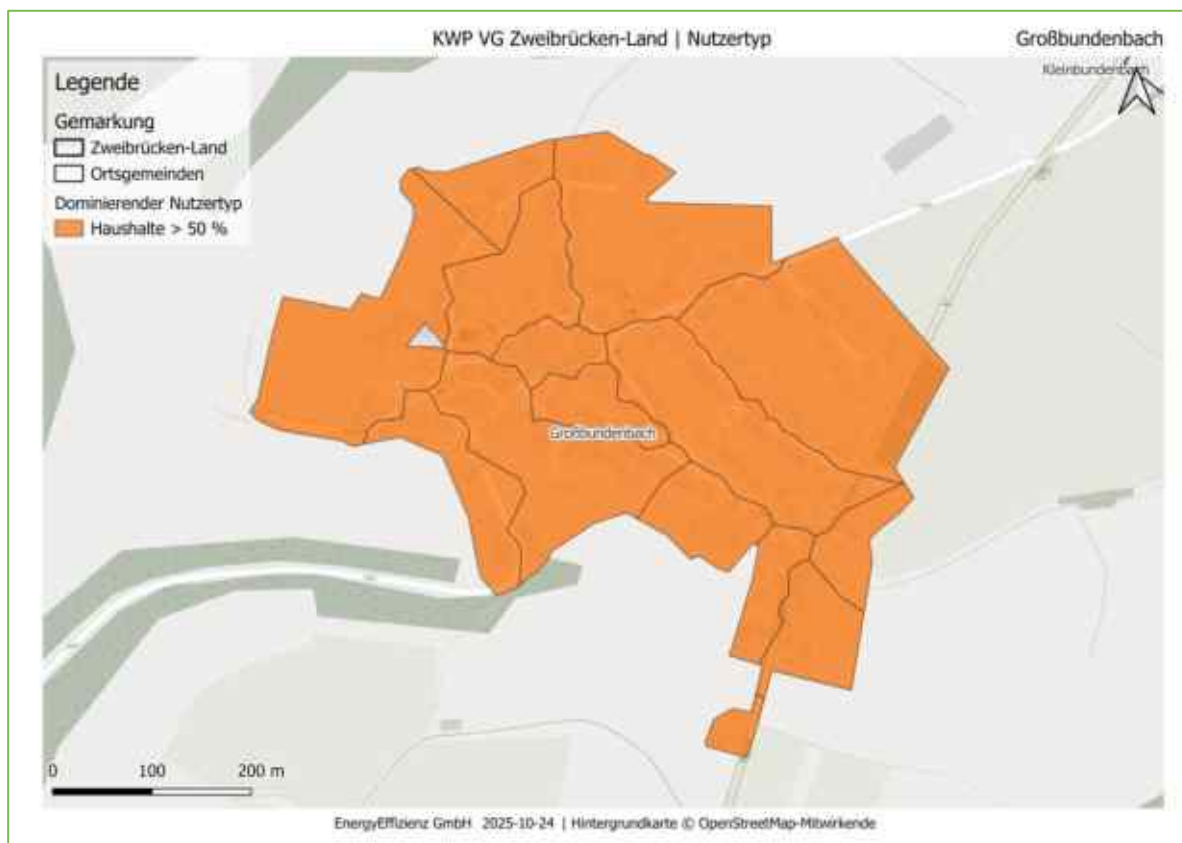 KWP VG Zweibrücken-Land | Nutzertyp
Großbundenbach
Kleinbundenbach
Legende
Gemarkung
Zweibrücken-Land
Ortsgemeinden
Dominierender Nutzertyp
Haushalte > 50 %
Großbundenbach
0 100 200 m
EnergyEffizienz GmbH 2025-10-24 | Hintergrundkarte © OpenStreetMap-Mitwirkende